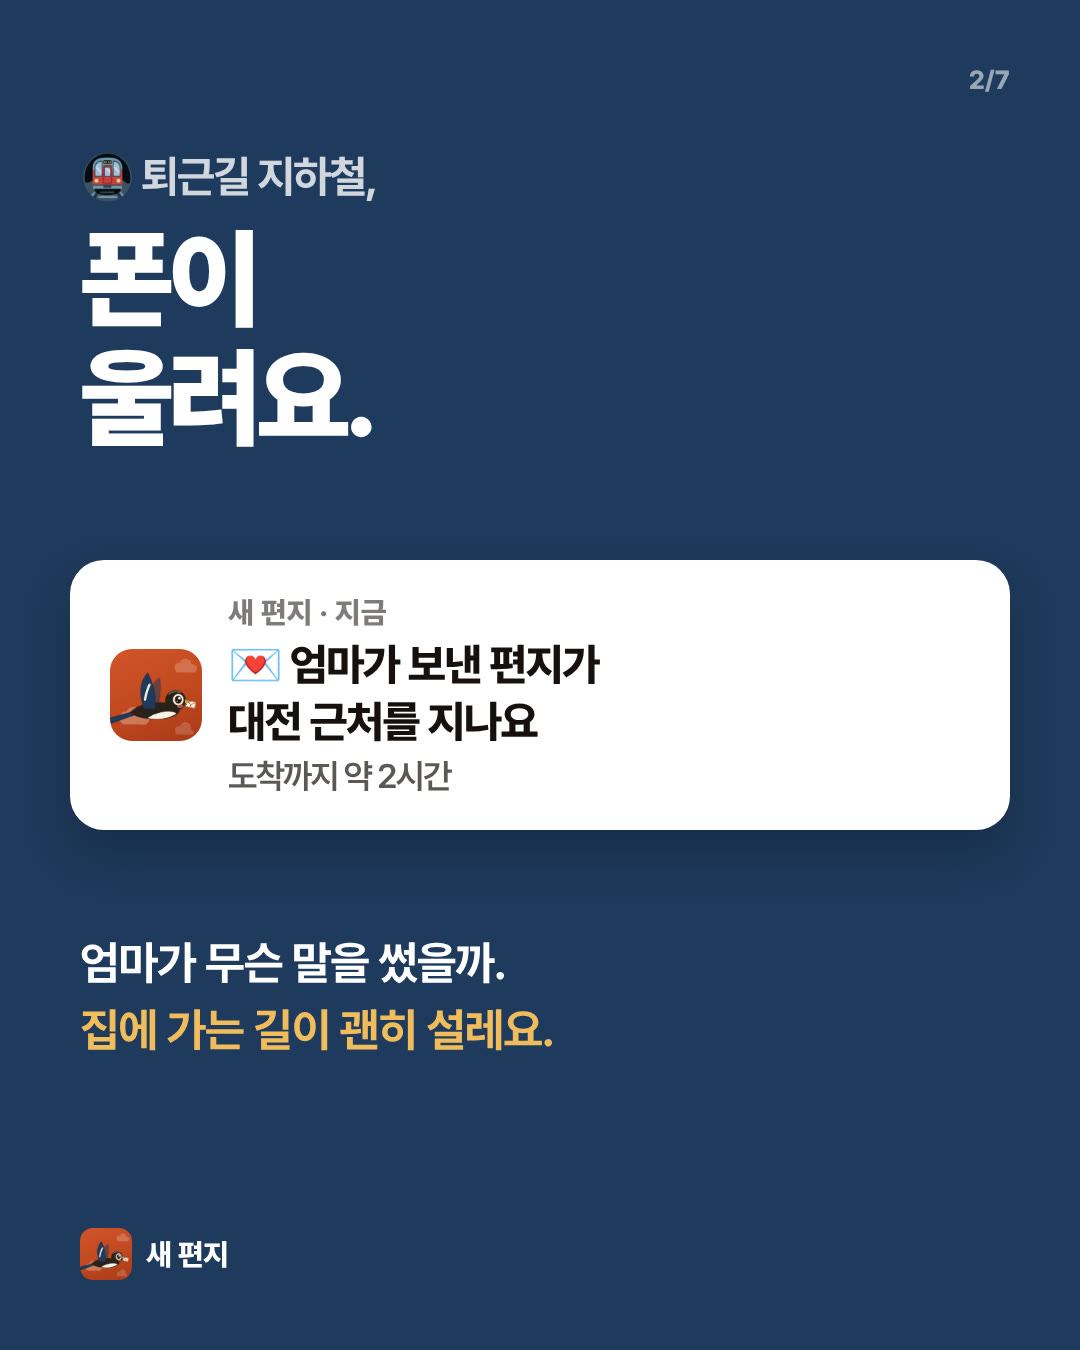 2/7
퇴근길 지하철,
폰이
울려요.
새 편지 · 지금
엄마가 보낸 편지가
대전 근처를 지나요
도착까지 약 2시간
엄마가 무슨 말을 썼을까.
집에 가는 길이 괜히 설레요.
새 편지